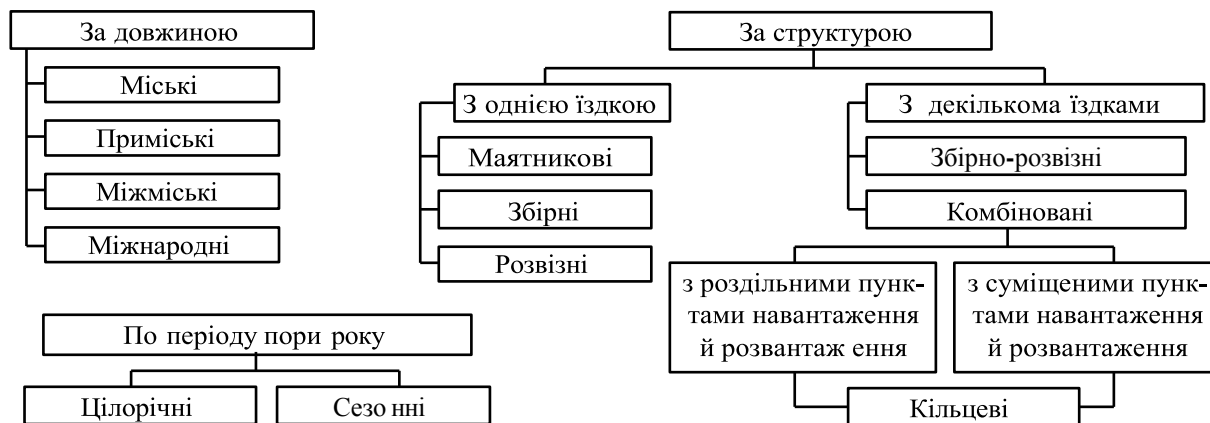 За довжиною
Міські
Приміські
Міжміські
Міжнародні
За структурою
З однією їздкою
Маятникові
Збірні
Розвізні
З декількома їздками
Збірно-розвізні
Комбіновані
з роздільними пунк-
тами навантаження
й розвантаж ення
з суміщеними пунк-
тами навантаження
й розвантаження
Кільцеві
По періоду пори року
Цілорічні
Сезо нні